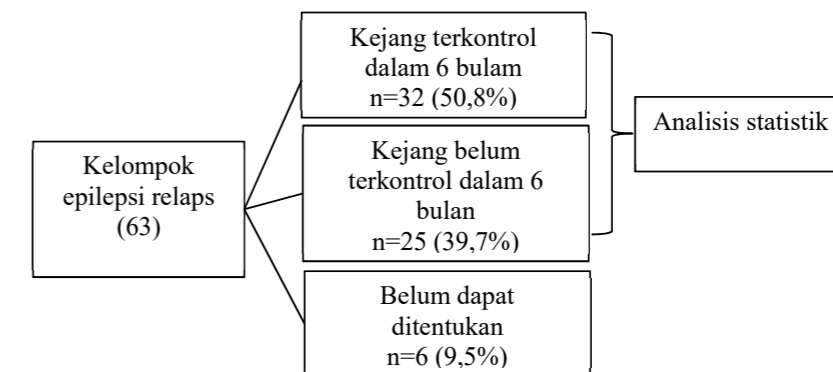 Kelompok
epilepsi relaps
(63)
Kejang terkontrol
dalam 6 bulam
n=32 (50,8%)
Kejang belum
terkontrol dalam 6
bulan
n=25 (39,7%)
Belum dapat
ditentukan
n=6 (9,5%)
Analisis statistik